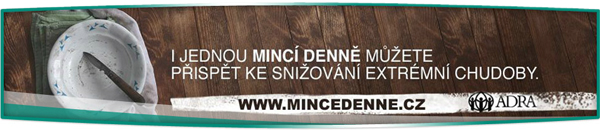 I JEDNOU MINCÍ DENNĚ MŮŽETE
PŘISPĚT KE SNIŽOVÁNÍ EXTRÉMNÍ CHUDOBY.
WWW.MINCEDENNE.CZ ADRA